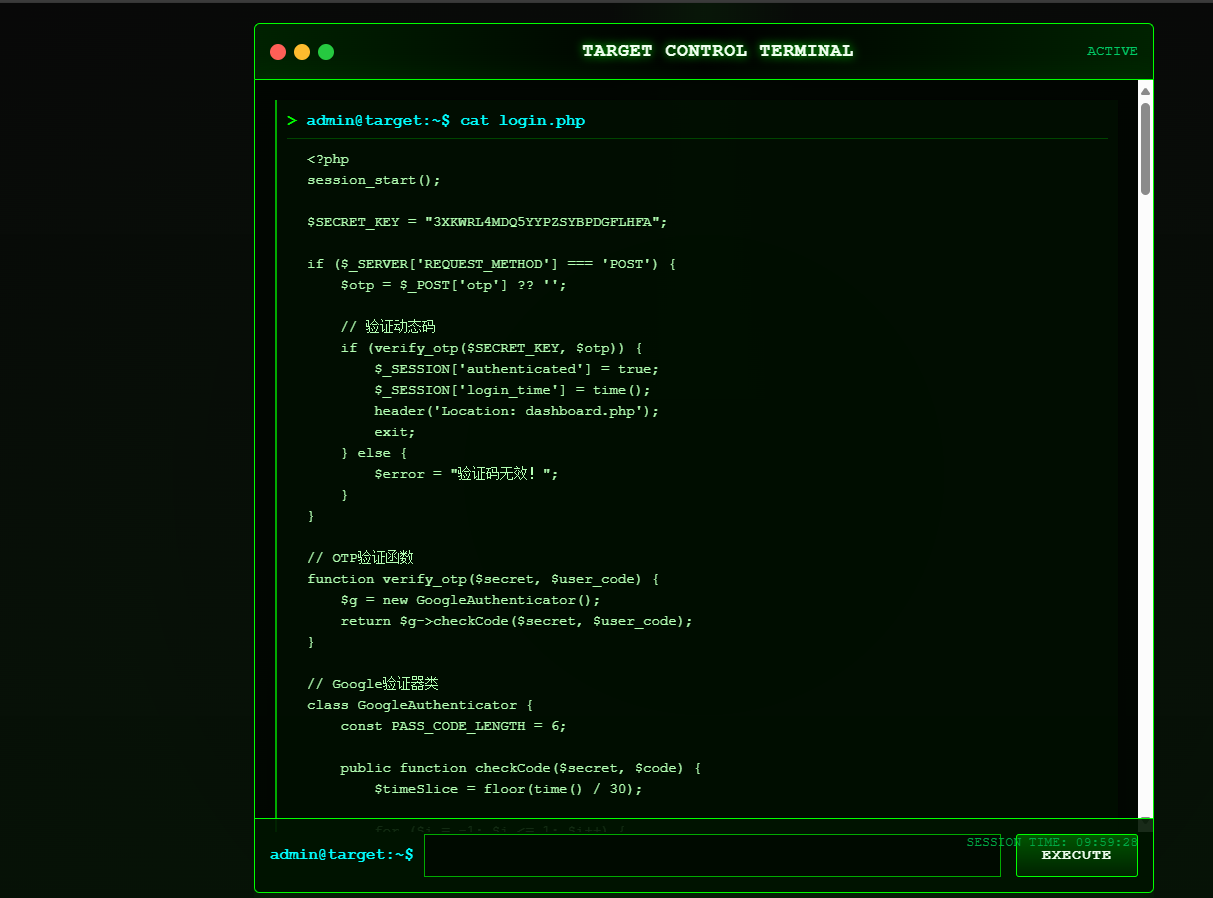 TARGET CONTROL TERMINAL
ACTIVE
> admin@target:~$ cat login.php
<?php
session_start();
$SECRET_KEY = "3XKWRL4MDQ5YYPZSYBPDGFLHFA";
if ($_SERVER['REQUEST_METHOD'] === 'POST') {
    $otp = $_POST['otp'] ?? '';
    // 验证动态码
    if (verify_otp($SECRET_KEY, $otp)) {
        $_SESSION['authenticated'] = true;
        $_SESSION['login_time'] = time();
        header('Location: dashboard.php');
        exit;
    } else {
        $error = "验证码无效！";
    }
}
// OTP验证函数
function verify_otp($secret, $user_code) {
    $g = new GoogleAuthenticator();
    return $g->checkCode($secret, $user_code);
}
// Google验证器类
class GoogleAuthenticator {
    const PASS_CODE_LENGTH = 6;
    public function checkCode($secret, $code) {
        $timeSlice = floor(time() / 30);
        for ($i = -1; $i <= 1; $i++) {
SESSION TIME: 09:59:28
admin@target:~$
EXECUTE